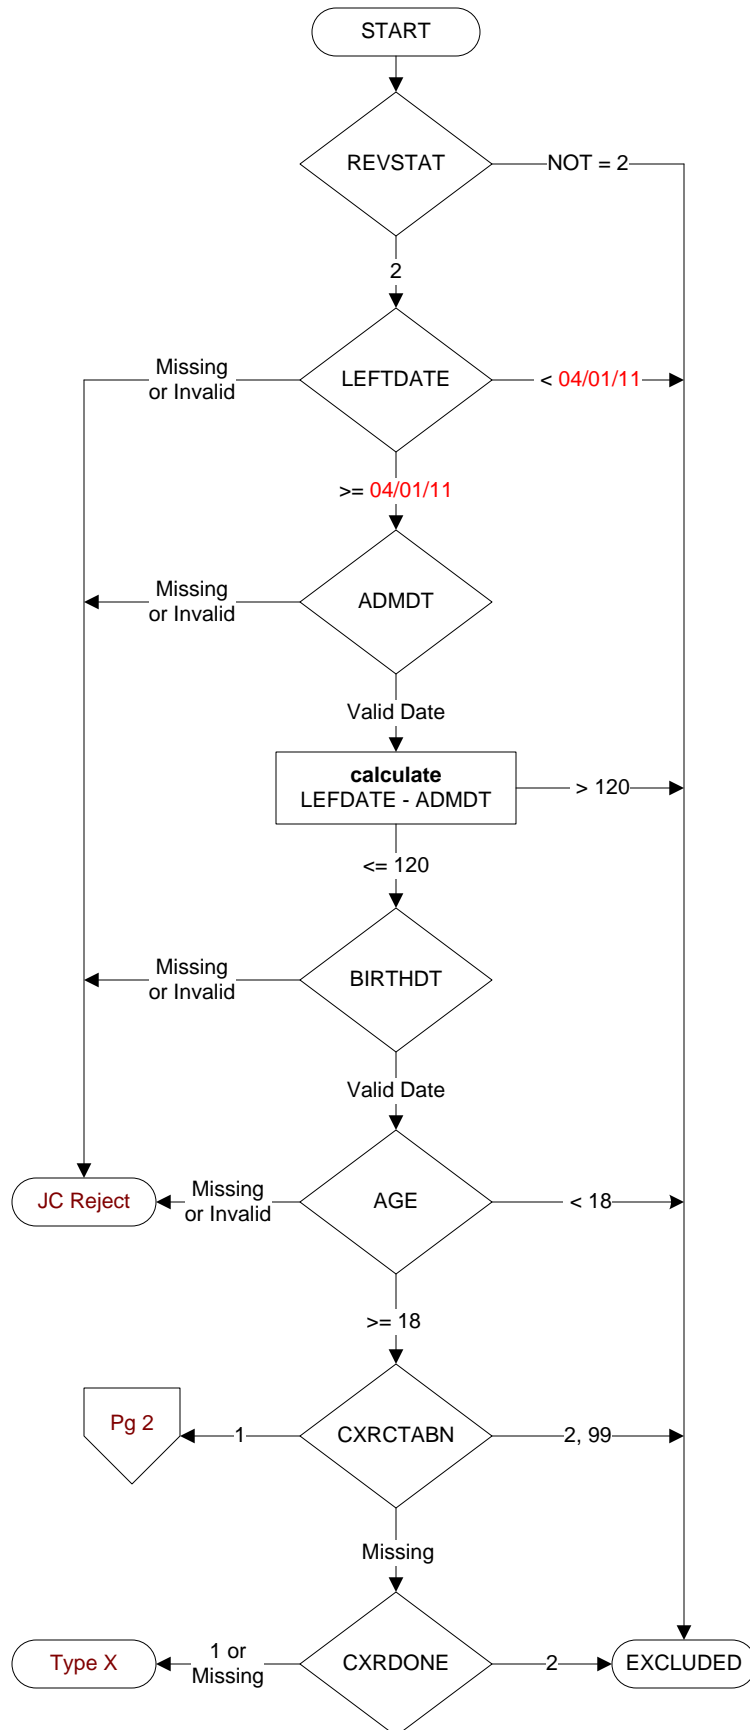 START
REVSTAT
NOT = 2
2
LEFTDATE
Missing
or Invalid
< 04/01/11
>= 04/01/11
ADMDT
Missing
or Invalid
Valid Date
calculate
LEFDATE - ADMDT
> 120
<= 120
BIRTHDT
Missing
or Invalid
Valid Date
JC Reject
Missing
or Invalid
AGE
< 18
>= 18
Pg 2
1
CXRCTABN
2, 99
Missing
Type X
1 or
Missing
CXRDONE
2
EXCLUDED